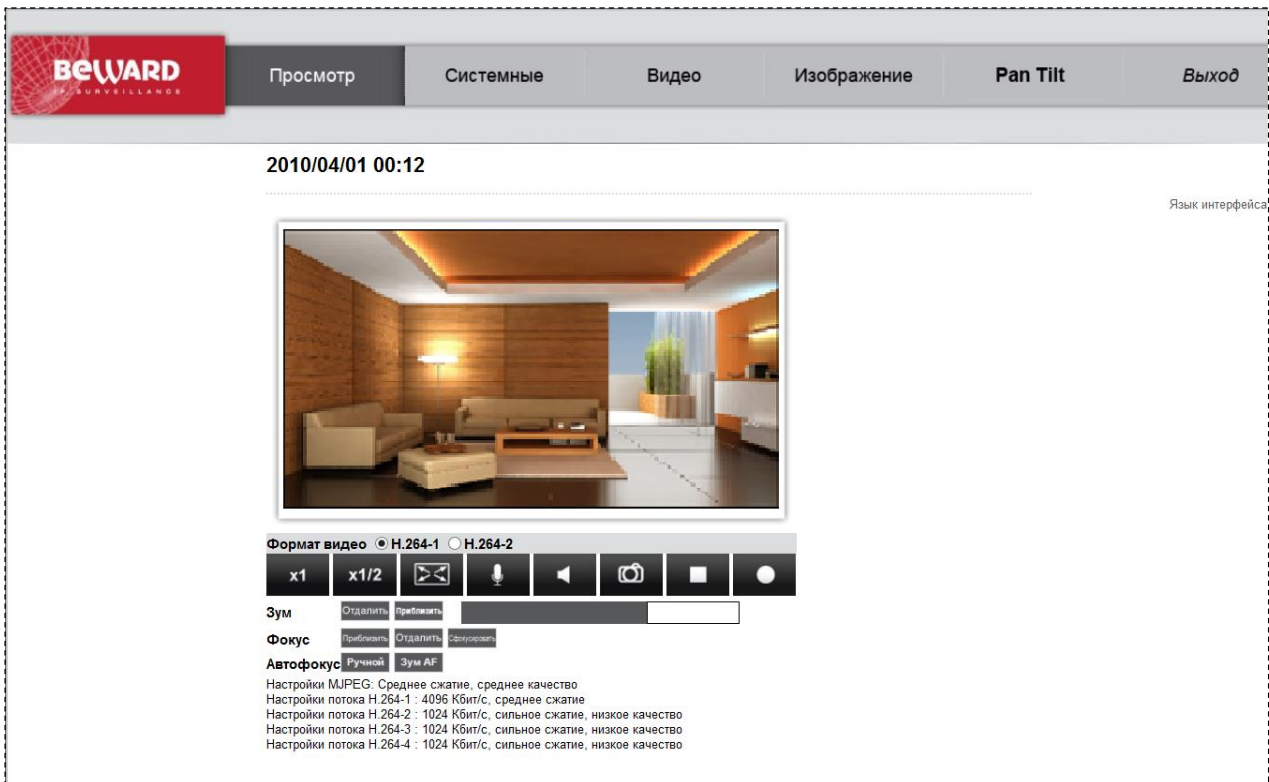 BEWARD
IP SURVEILLANCE
Просмотр Системные Видео Изображение Pan Tilt Выход
2010/04/01 00:12
Язык интерфейса
Формат видео H.264-1 H.264-2
x1 x1/2
Зум Отдалить Приблизить
Фокус Приблизить Отдалить Сфокусировать
Автофокус Ручной Зум AF
Настройки MJPEG: Среднее сжатие, среднее качество
Настройки потока H.264-1 : 4096 Кбит/с, среднее сжатие
Настройки потока H.264-2 : 1024 Кбит/с, сильное сжатие, низкое качество
Настройки потока H.264-3 : 1024 Кбит/с, сильное сжатие, низкое качество
Настройки потока H.264-4 : 1024 Кбит/с, сильное сжатие, низкое качество